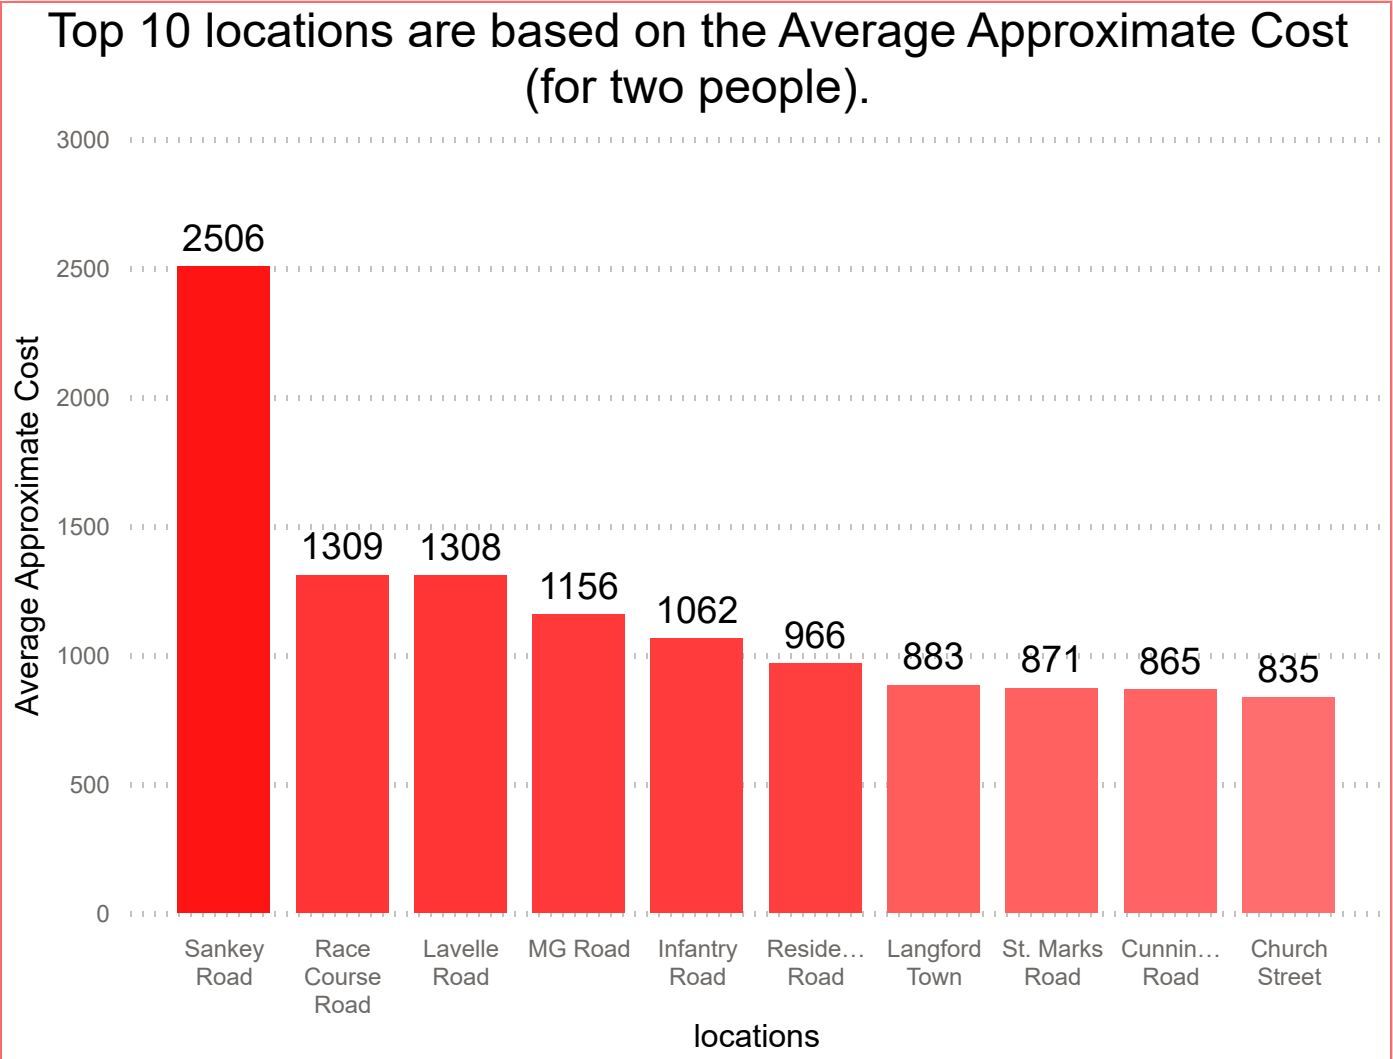 Top 10 locations are based on the Average Approximate Cost
(for two people).
Average Approximate Cost
3000
2500
2000
1500
1000
500
0
2506
1309
1308
1156
1062
966
883
871
865
835
Sankey
Road
Race
Course
Road
Lavelle
Road
MG Road
Infantry
Road
Reside…
Road
Langford
Town
St. Marks
Road
Cunnin…
Road
Church
Street
locations